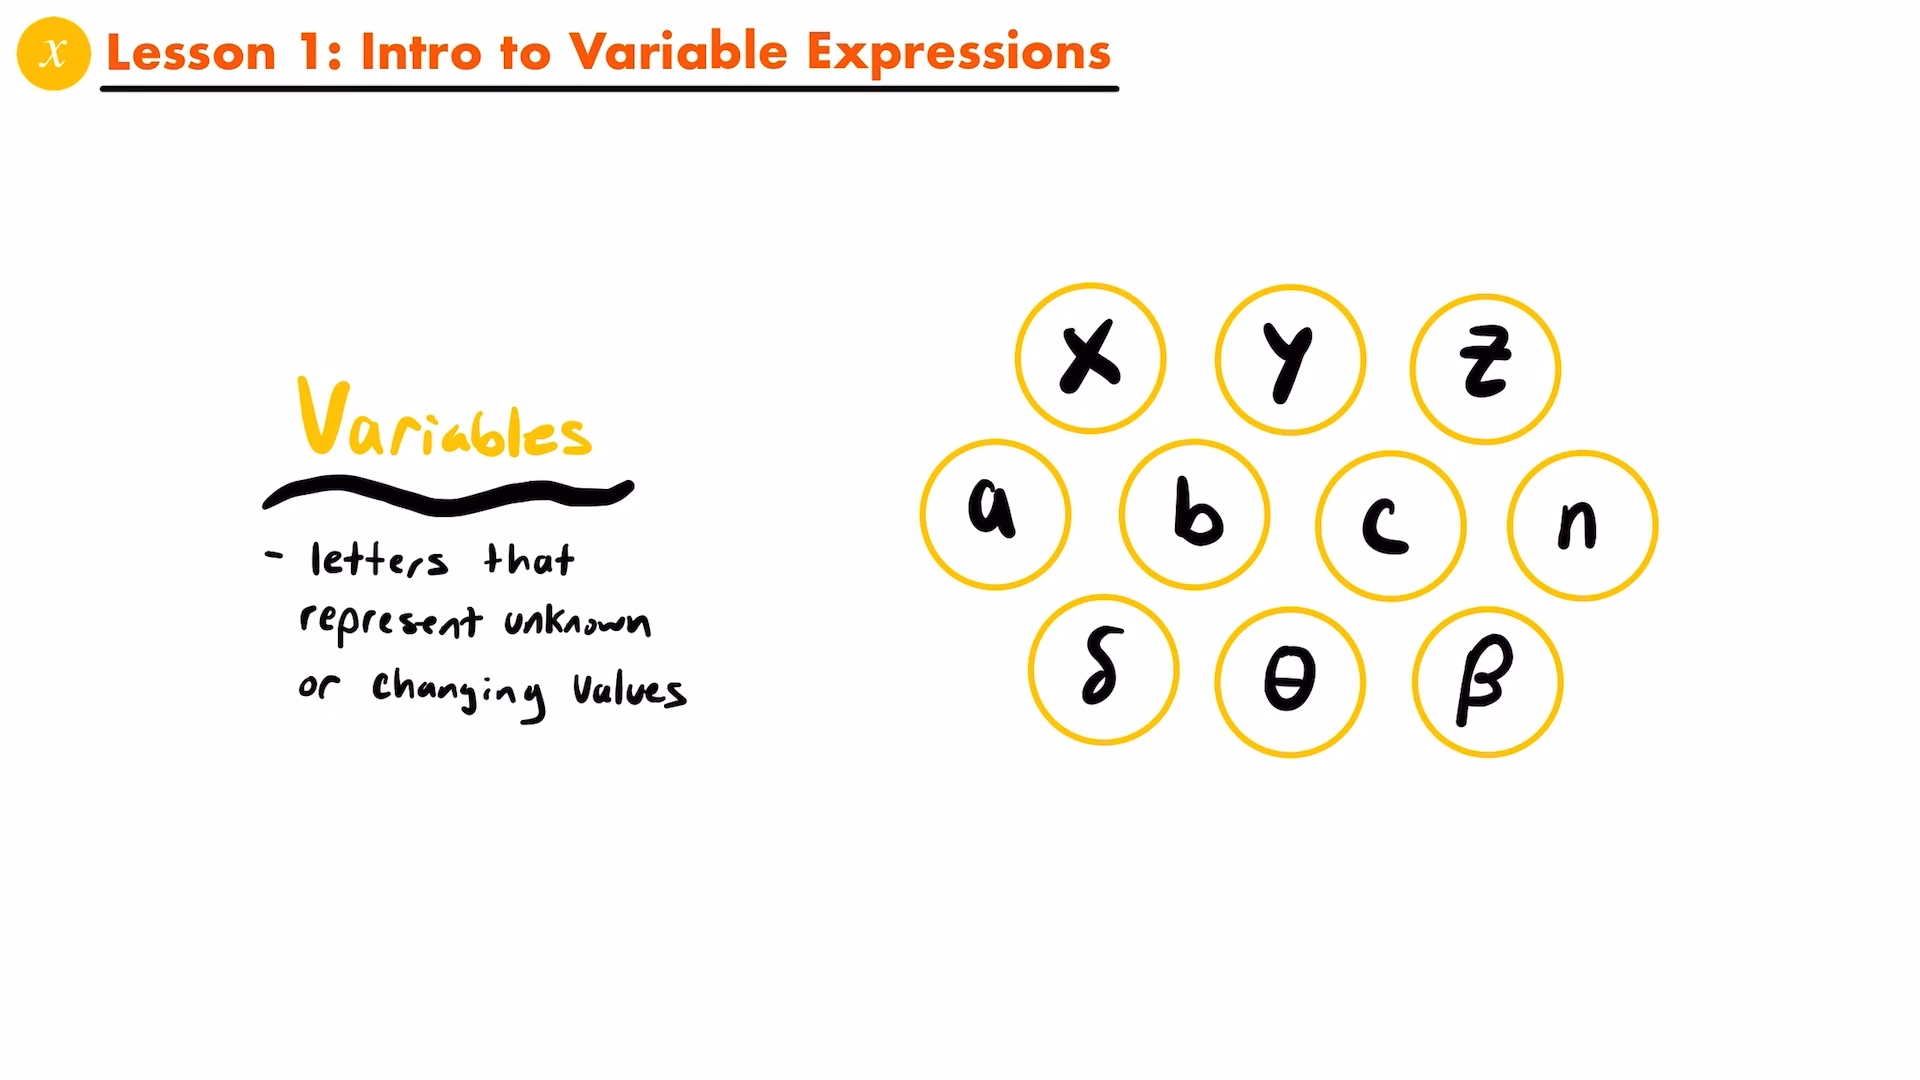 x Lesson 1: Intro to Variable Expressions
Variables
- letters that
represent unknown
or changing values
x y z
a b c n
δ θ β